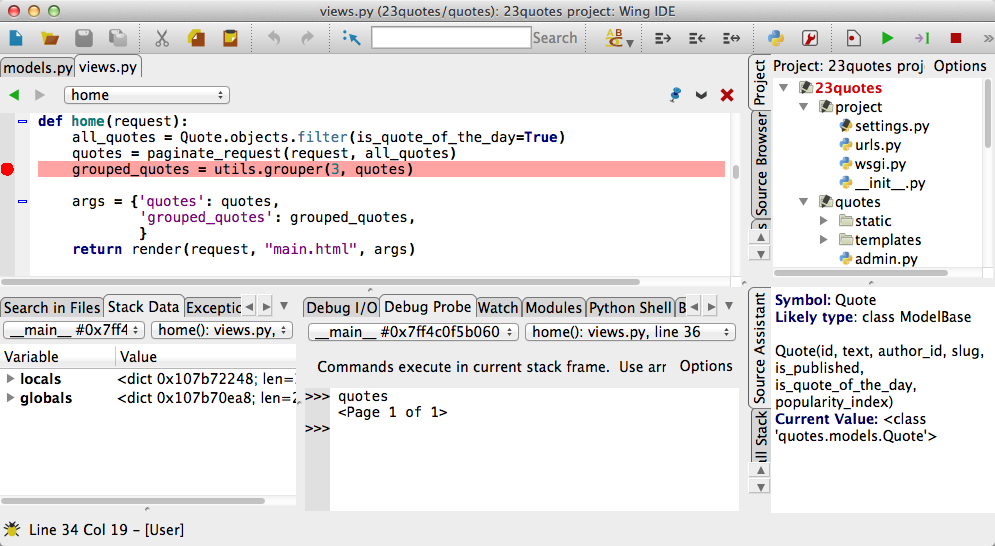 views.py (23quotes/quotes): 23quotes project: Wing IDE
Search
models.py views.py
home
def home(request):
all_quotes = Quote.objects.filter(is_quote_of_the_day=True)
quotes = paginate_request(request, all_quotes)
grouped_quotes = utils.grouper(3, quotes)
args = {'quotes': quotes,
'grouped_quotes': grouped_quotes,
}
return render(request, "main.html", args)
Project
Source Browser
Project: 23quotes proj Options
23quotes
project
settings.py
urls.py
wsgi.py
__init__.py
quotes
static
templates
admin.py
Search in Files Stack Data Exceptio
__main__ #0x7ff4 home(): views.py,
Variable Value
locals <dict 0x107b72248; len=
globals <dict 0x107b70ea8; len=2
Debug I/O Debug Probe Watch Modules Python Shell B
__main__ #0x7ff4c0f5b060 home(): views.py, line 36
Commands execute in current stack frame. Use arr Options
>>> quotes
<Page 1 of 1>
>>>
Source Assistant
ll Stack
Symbol: Quote
Likely type: class ModelBase
Quote(id, text, author_id, slug,
is_published,
is_quote_of_the_day,
popularity_index)
Current Value: <class
'quotes.models.Quote'>
Line 34 Col 19 – [User]